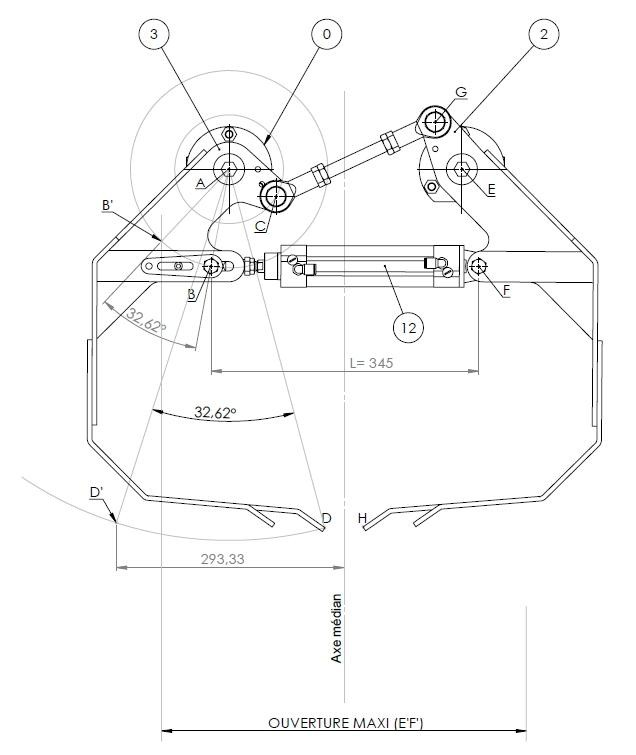 3
0
2
G
A
E
B'
C
B
F
12
32,62°
L= 345
32,62°
D'
D
H
293,33
Axe médian
OUVERTURE MAXI (E'F')